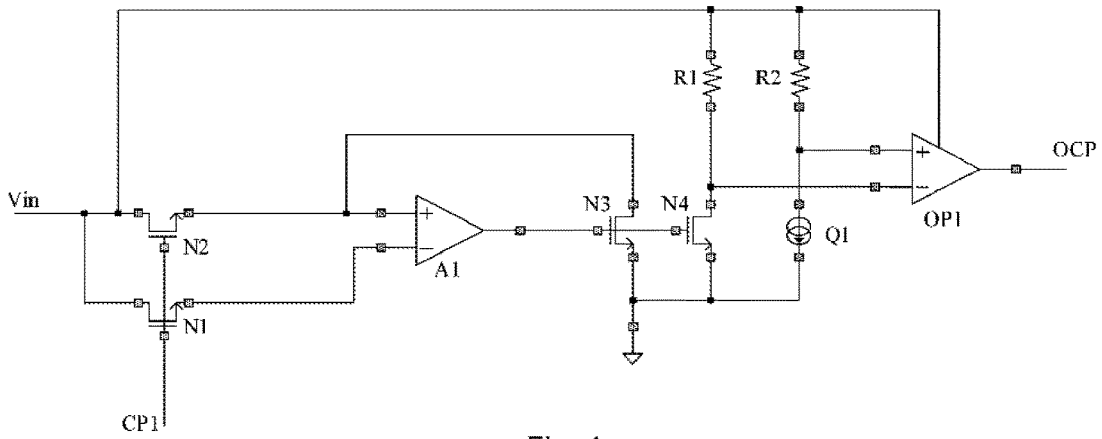 R1
R2
+
−
OCP
OP1
Vin
N2
+
−
A1
N3
N4
Q1
N1
CP1